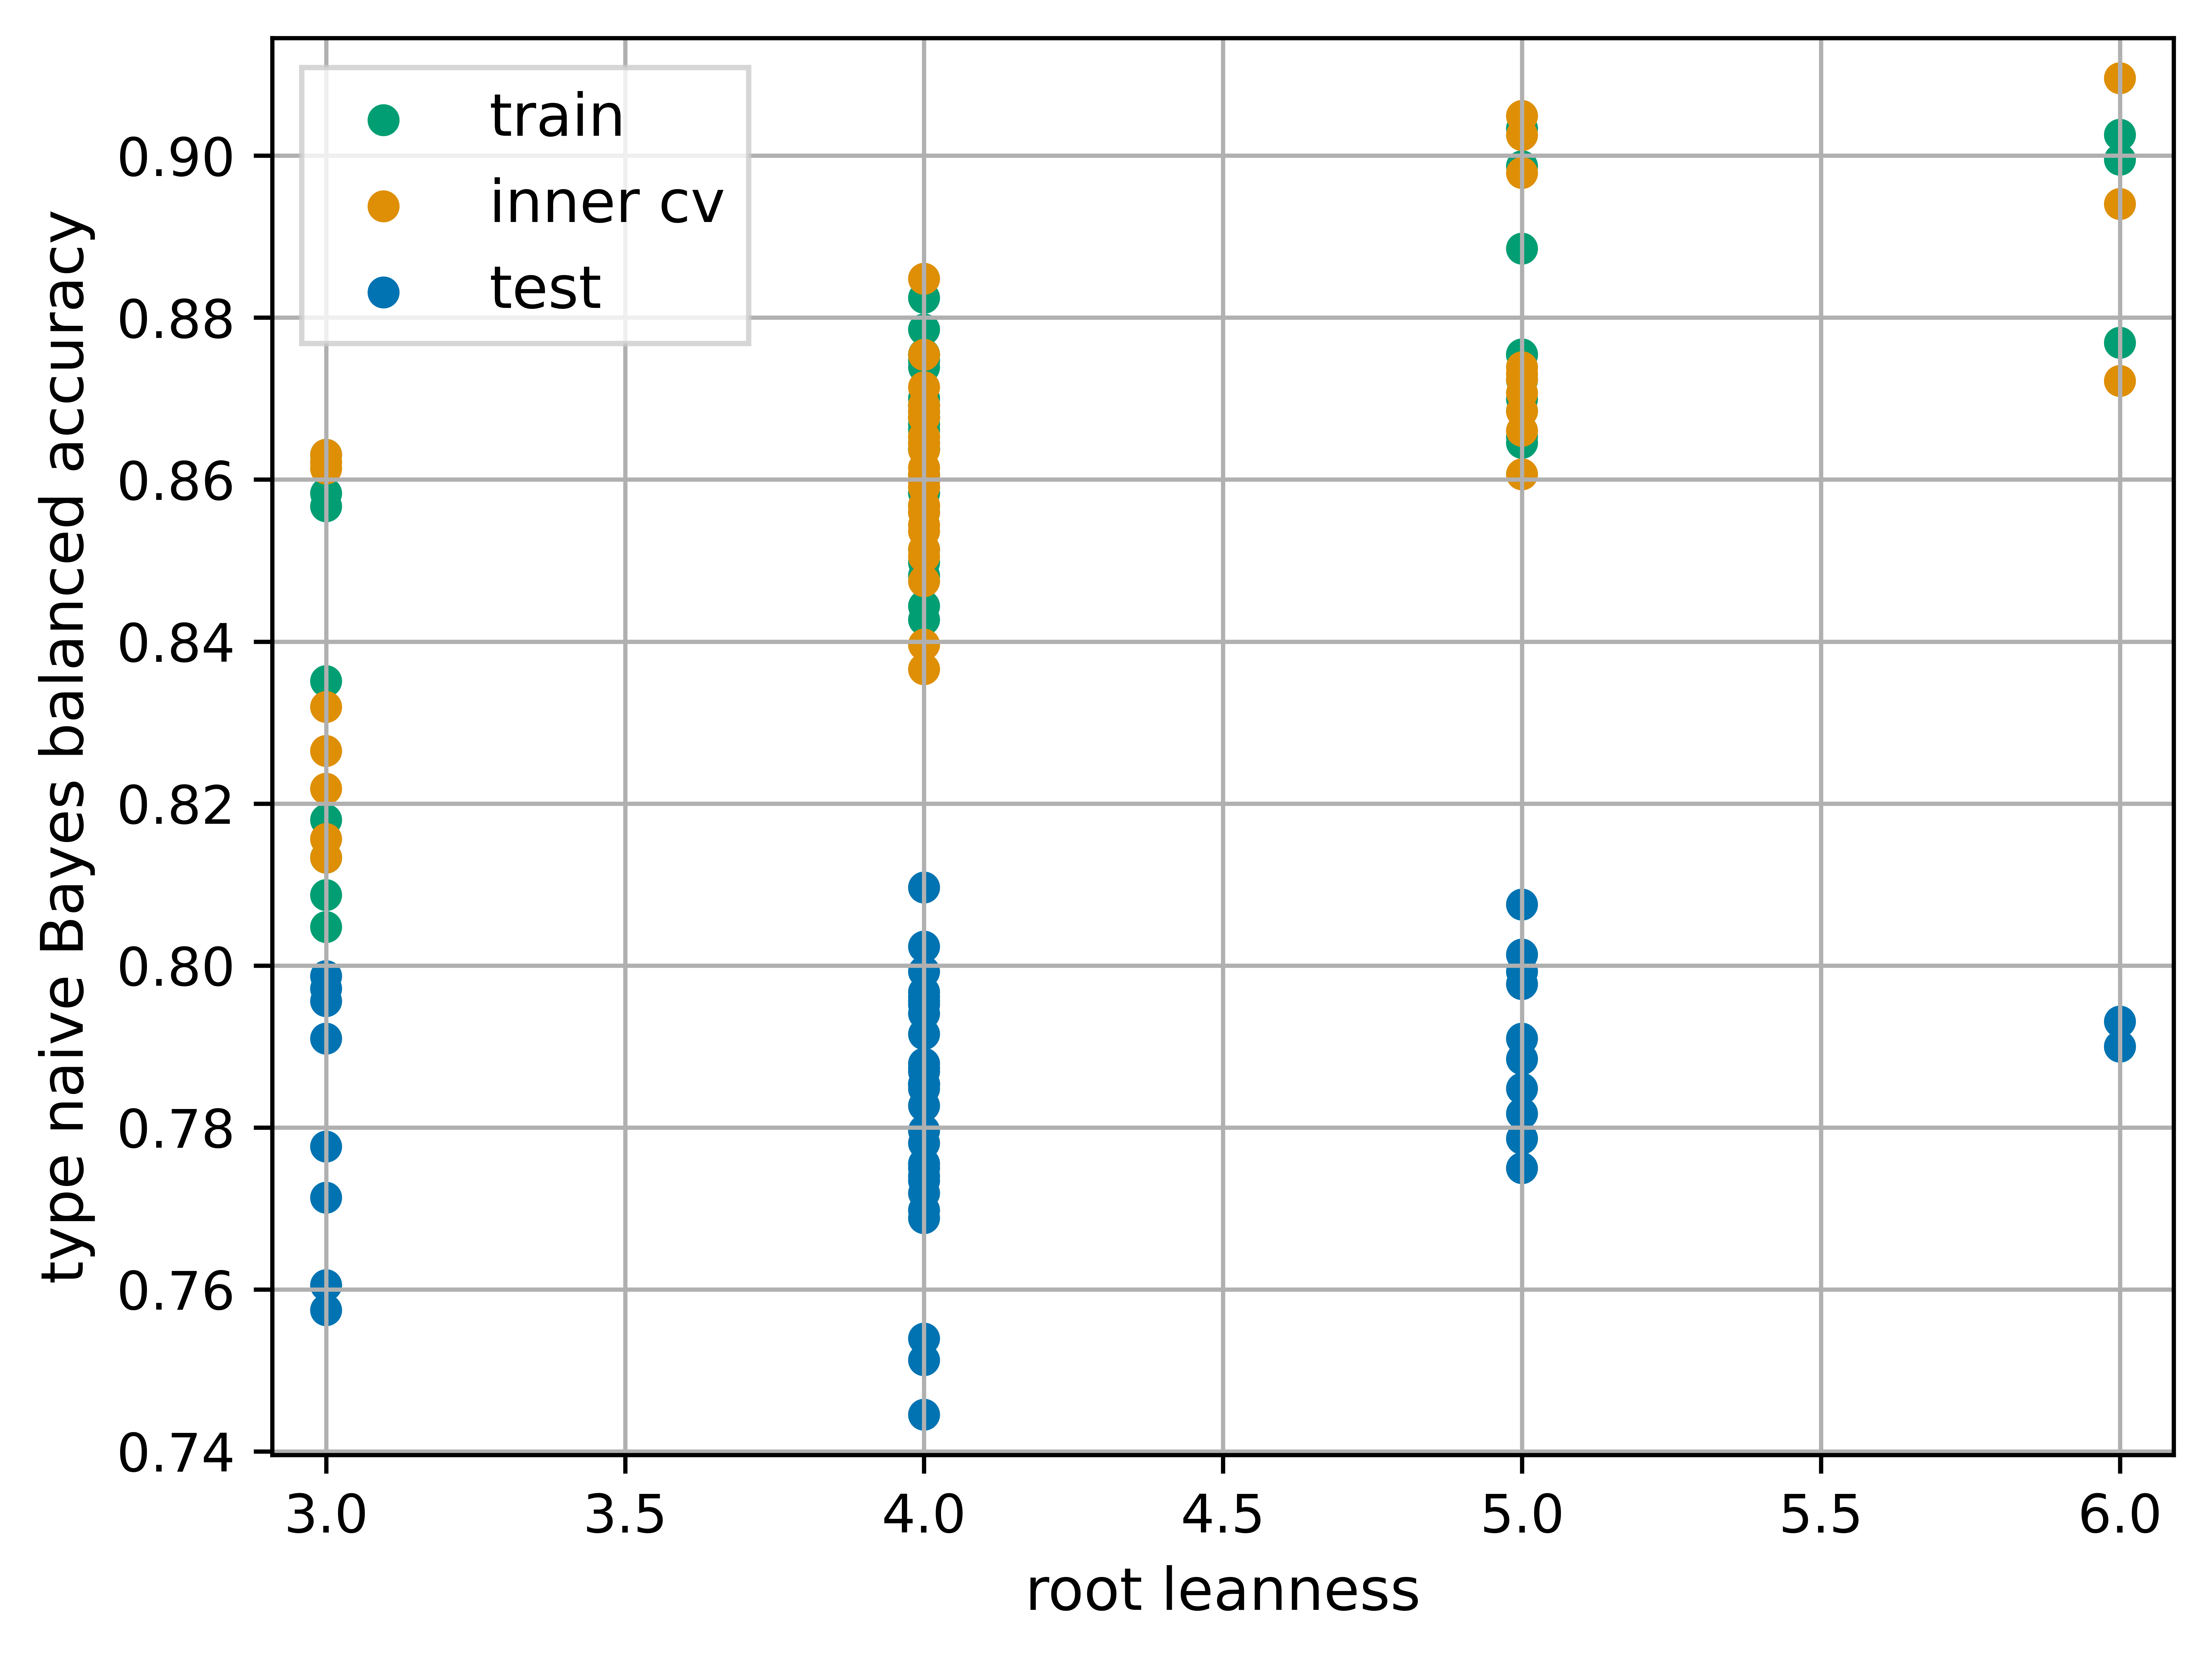 train
inner cv
test
type naive Bayes balanced accuracy
0.90
0.88
0.86
0.84
0.82
0.80
0.78
0.76
0.74
3.0 3.5 4.0 4.5 5.0 5.5 6.0
root leanness